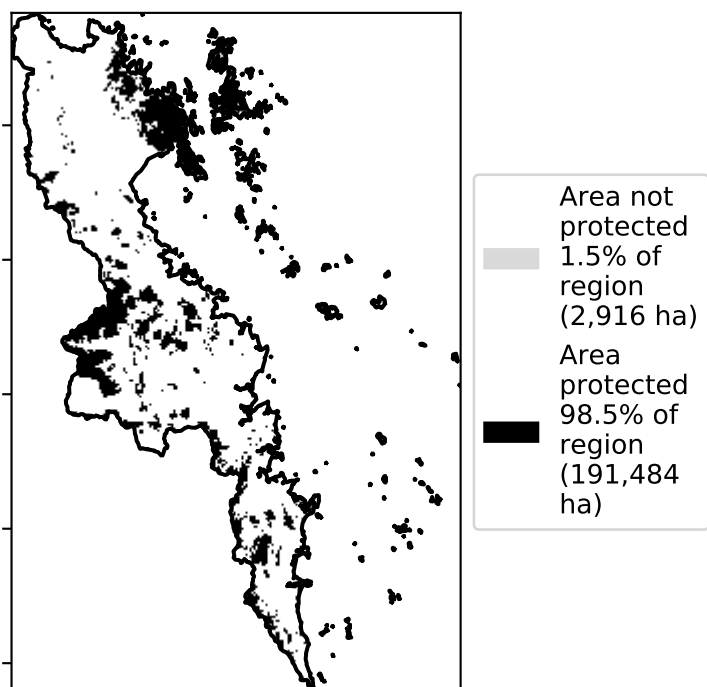 Area not
protected
1.5% of
region
(2,916 ha)
Area
protected
98.5% of
region
(191,484
ha)